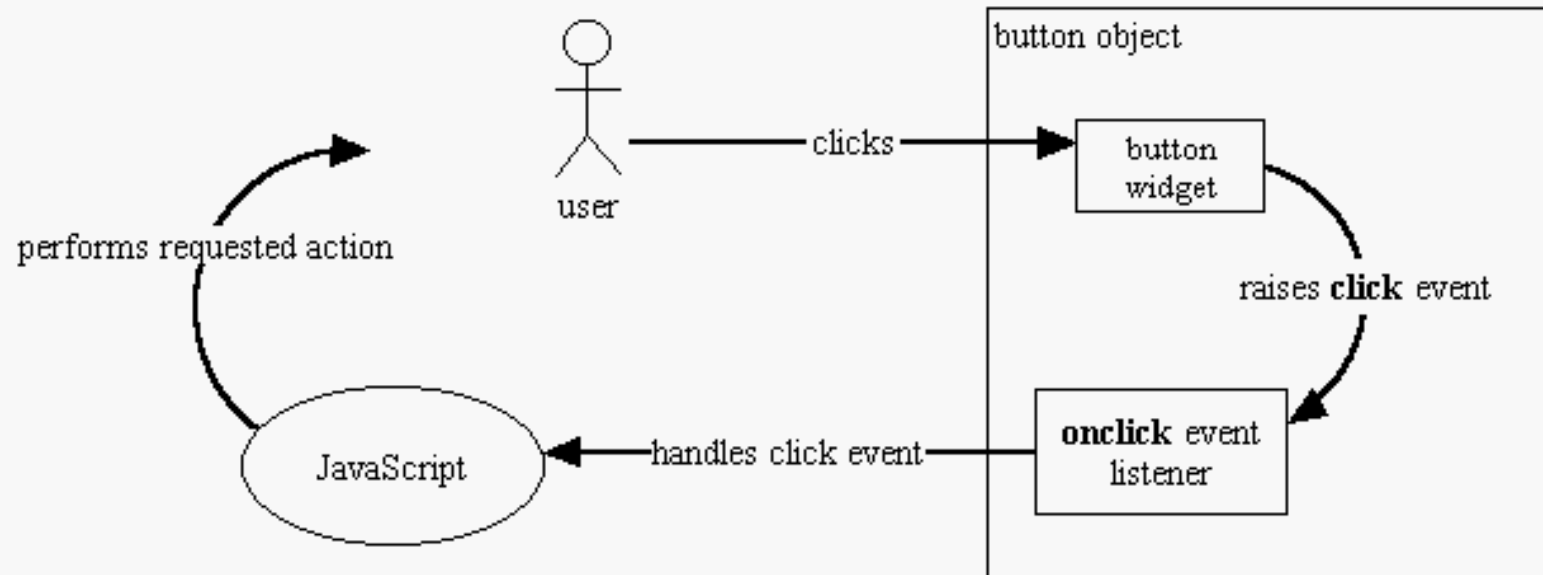 button object
clicks
button
widget
user
performs requested action
raises click event
onclick event
listener
handles click event
JavaScript